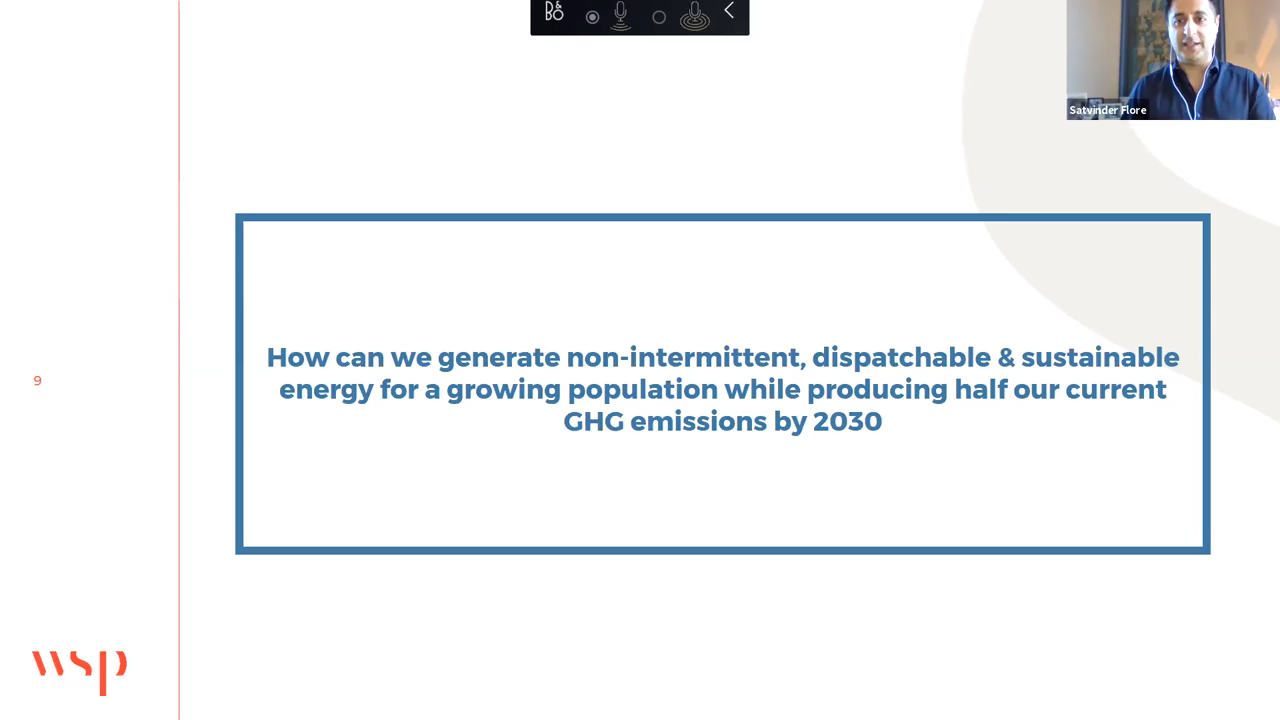 B&O
Satvinder Flore
How can we generate non-intermittent, dispatchable & sustainable
energy for a growing population while producing half our current
GHG emissions by 2030
9
wsp